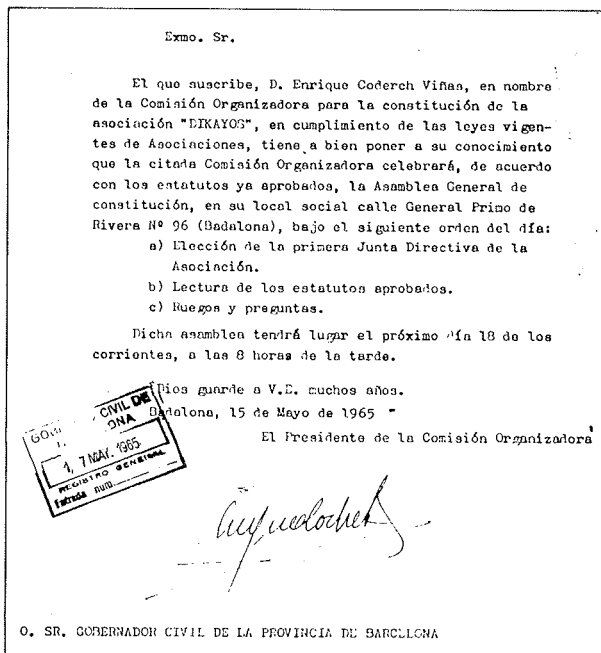 Exmo. Sr.
El que suscribe, D. Enrique Coderch Viñas, en nombre
de la Comisión Organizadora para la constitución de la
asociación "DIKAYOS", en cumplimiento de las leyes vigen-
tes de Asociaciones, tiene a bien poner a su conocimiento
que la citada Comisión Organizadora celebrará, de acuerdo
con los estatutos ya aprobados, la Asamblea General de
constitución, en su local social calle General Primo de
Rivera Nº 96 (Badalona), bajo el siguiente orden del día:
a) Elección de la primera Junta Directiva de la
Asociación.
b) Lectura de los estatutos aprobados.
c) Ruegos y preguntas.
Dicha asamblea tendrá lugar el próximo día 18 de los
corrientes, a las 8 horas de la tarde.
Dios guarde a V.E. muchos años.
Badalona, 15 de Mayo de 1965
El Presidente de la Comisión Organizadora
CIVIL DE
ONA
1, 7 MAY. 1965
REGISTRO GENERAL
Entrada núm.
O. SR. GOBERNADOR CIVIL DE LA PROVINCIA DE BARCELONA